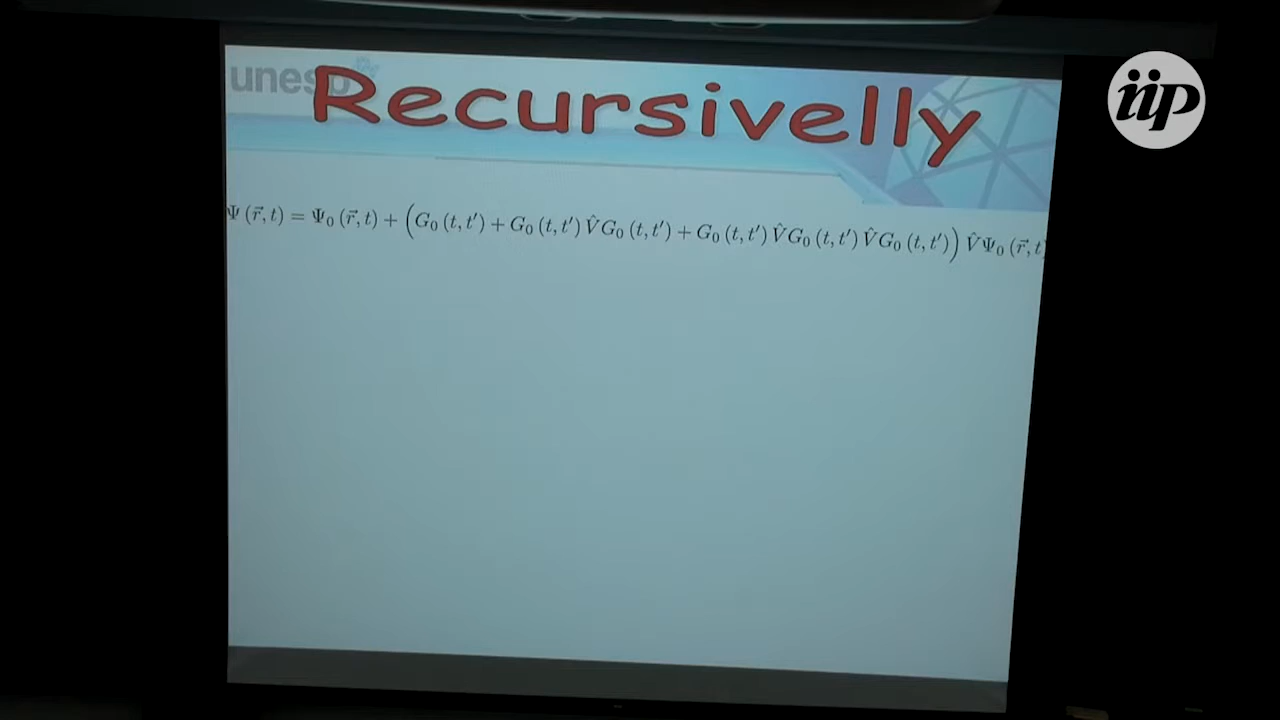 unesp
Recursivelly
Ψ (r⃗, t) = Ψ₀ (r⃗, t) + (G₀ (t, t′) + G₀ (t, t′) V̂G₀ (t, t′) + G₀ (t, t′) V̂G₀ (t, t′) V̂G₀ (t, t′)) V̂Ψ₀ (r⃗, t
iip